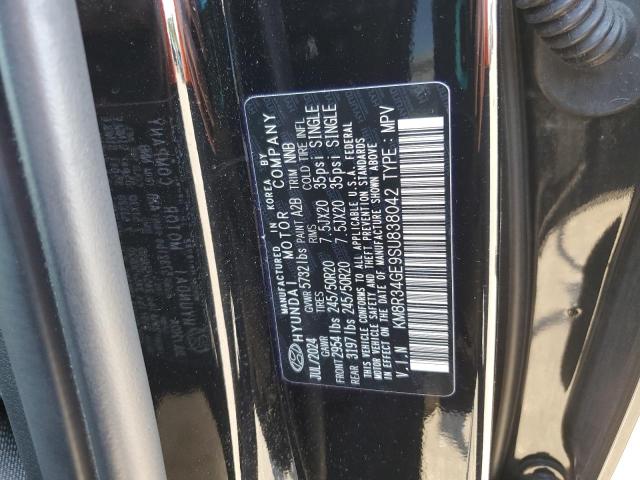 MANUFACTURED IN KOREA BY
HYUNDAI MOTOR COMPANY
JUL/2024 GVWR 5732 lbs PAINT A2B TRIM NNB
GAWR TIRES RIMS COLD TIRE INFL
FRONT 2954 lbs 245/50R20 7.5JX20 35psi SINGLE
REAR 3197 lbs 245/50R20 7.5JX20 35psi SINGLE
THIS VEHICLE CONFORMS TO ALL APPLICABLE U.S.A. FEDERAL
MOTOR VEHICLE SAFETY AND THEFT PREVENTION STANDARDS
IN EFFECT ON THE DATE OF MANUFACTURE SHOWN ABOVE.
V.I.N : KM8R34GE9SU838042 TYPE : MPV